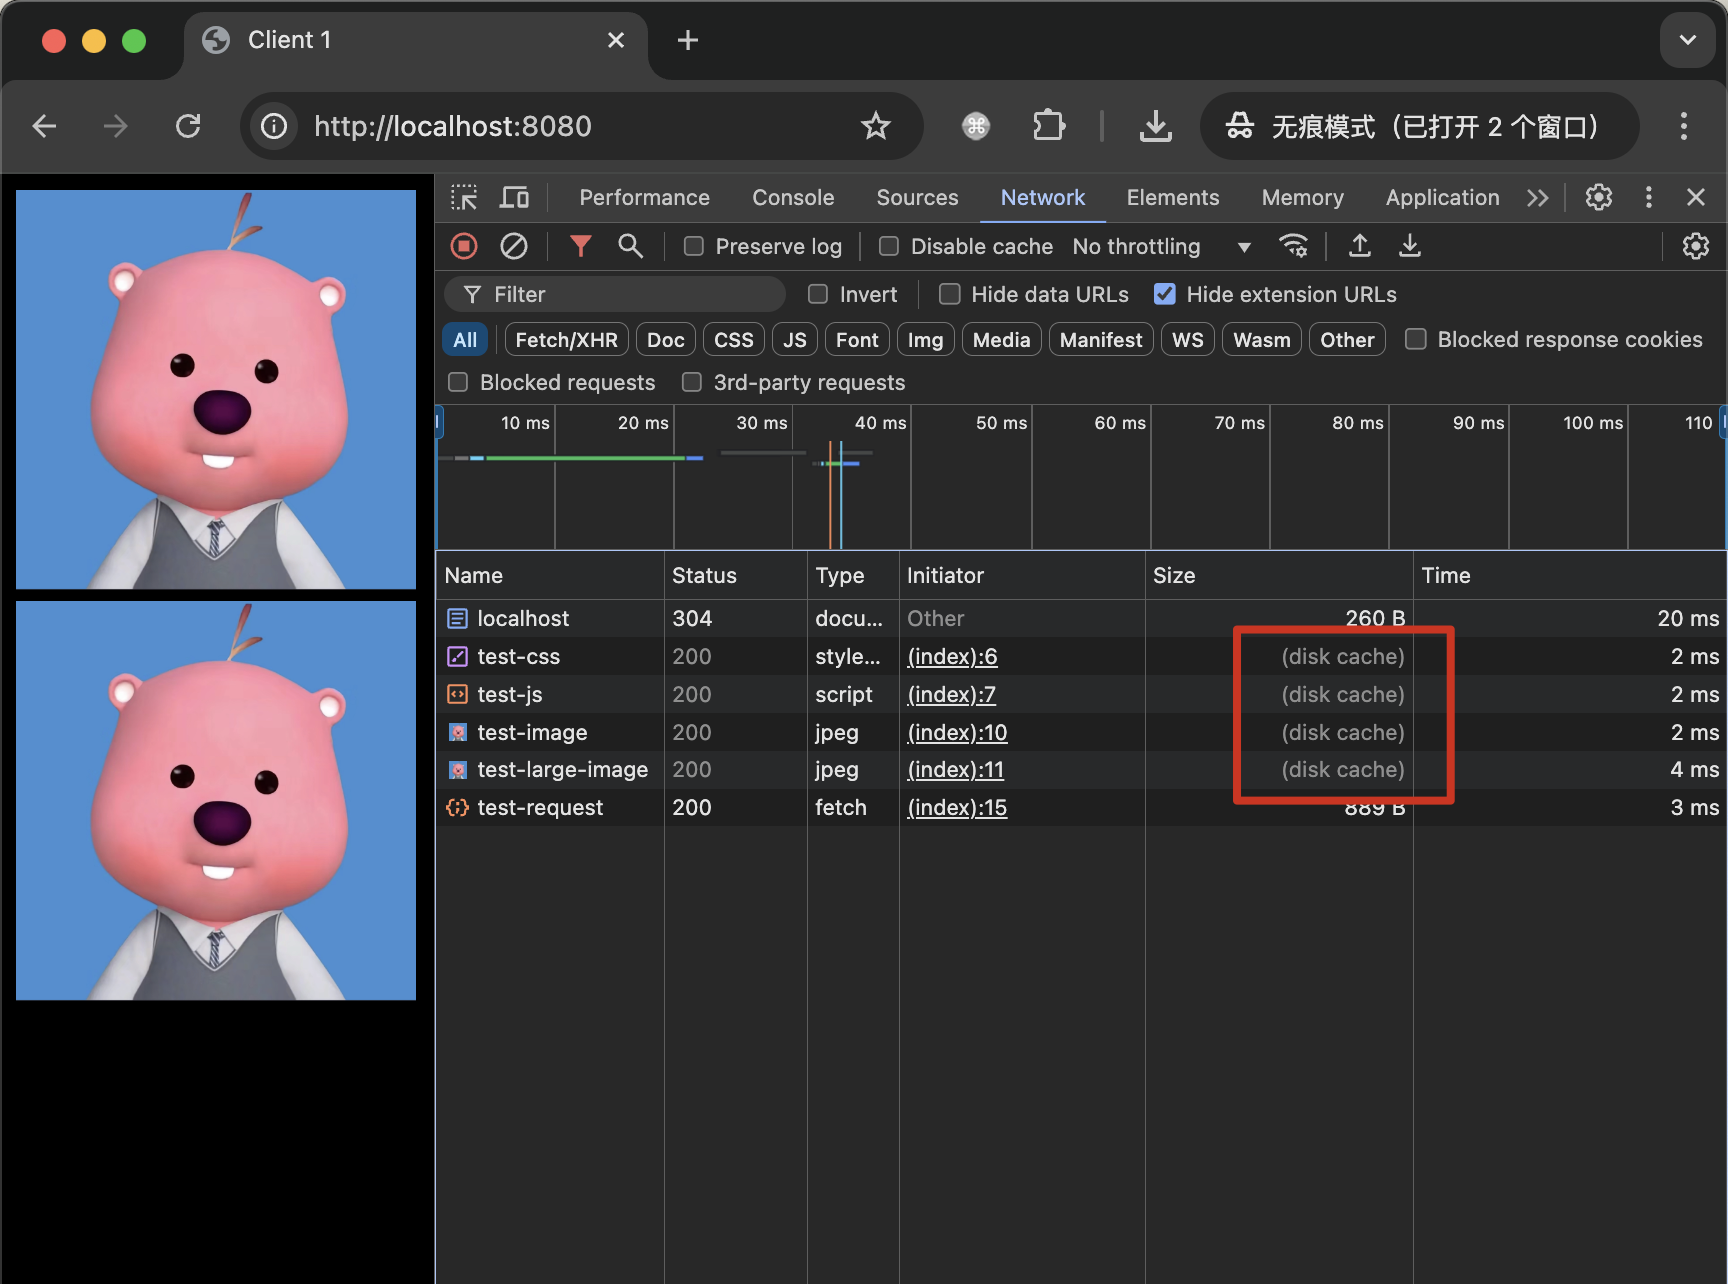 Client 1
http://localhost:8080
无痕模式（已打开 2 个窗口）
Performance Console Sources Network Elements Memory Application
Preserve log Disable cache No throttling
Filter Invert Hide data URLs Hide extension URLs
All Fetch/XHR Doc CSS JS Font Img Media Manifest WS Wasm Other Blocked response cookies
Blocked requests 3rd-party requests
10 ms 20 ms 30 ms 40 ms 50 ms 60 ms 70 ms 80 ms 90 ms 100 ms 110
Name Status Type Initiator Size Time
localhost 304 docu... Other 260 B 20 ms
test-css 200 style... (index):6 (disk cache) 2 ms
test-js 200 script (index):7 (disk cache) 2 ms
test-image 200 jpeg (index):10 (disk cache) 2 ms
test-large-image 200 jpeg (index):11 (disk cache) 4 ms
test-request 200 fetch (index):15 889 B 3 ms